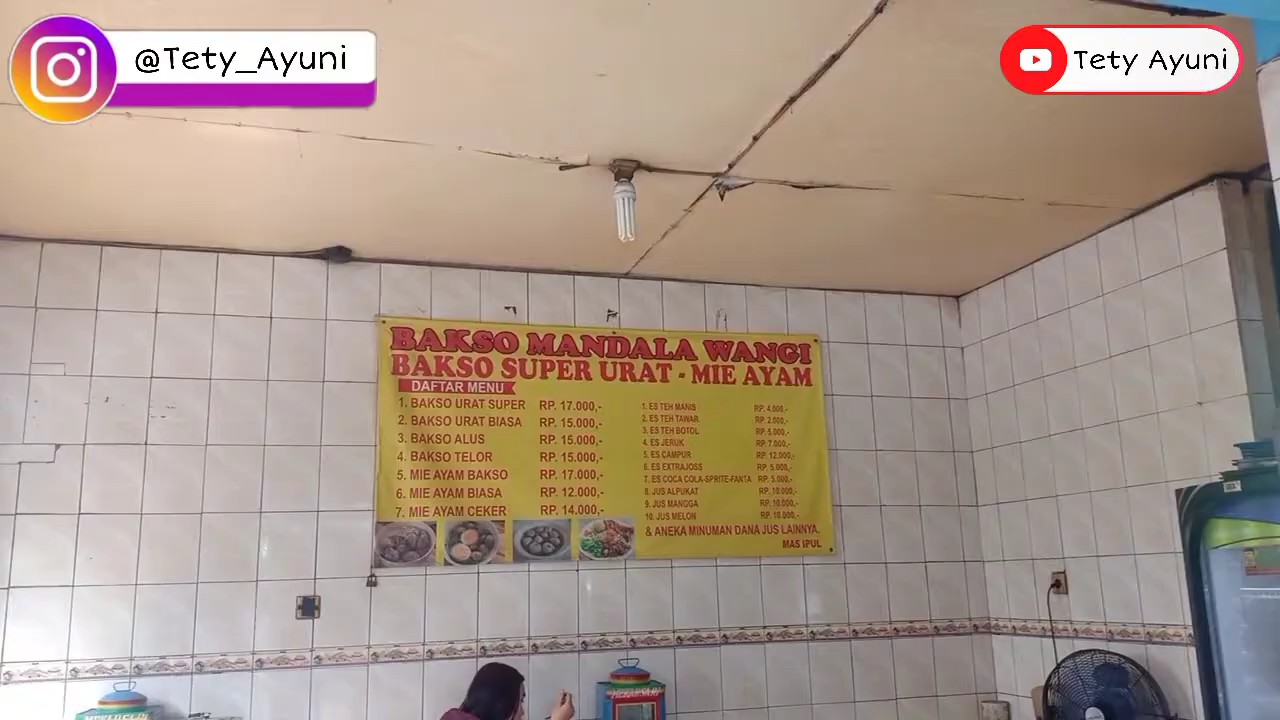 @Tety_Ayuni
Tety Ayuni
BAKSO MANDALA WANGI
BAKSO SUPER URAT - MIE AYAM
DAFTAR MENU
1. BAKSO URAT SUPER RP. 17.000,-
2. BAKSO URAT BIASA RP. 15.000,-
3. BAKSO ALUS RP. 15.000,-
4. BAKSO TELOR RP. 15.000,-
5. MIE AYAM BAKSO RP. 17.000,-
6. MIE AYAM BIASA RP. 12.000,-
7. MIE AYAM CEKER RP. 14.000,-
1. ES TEH MANIS RP. 4.000,-
2. ES TEH TAWAR RP. 2.000,-
3. ES TEH BOTOL RP. 5.000,-
4. ES JERUK RP. 7.000,-
5. ES CAMPUR RP. 12.000,-
6. ES EXTRAJOSS RP. 5.000,-
7. ES COCA COLA-SPRITE-FANTA RP. 5.000,-
8. JUS ALPUKAT RP. 10.000,-
9. JUS MANGGA RP. 10.000,-
10. JUS MELON RP. 10.000,-
& ANEKA MINUMAN DANA JUS LAINNYA.
MAS IPUL